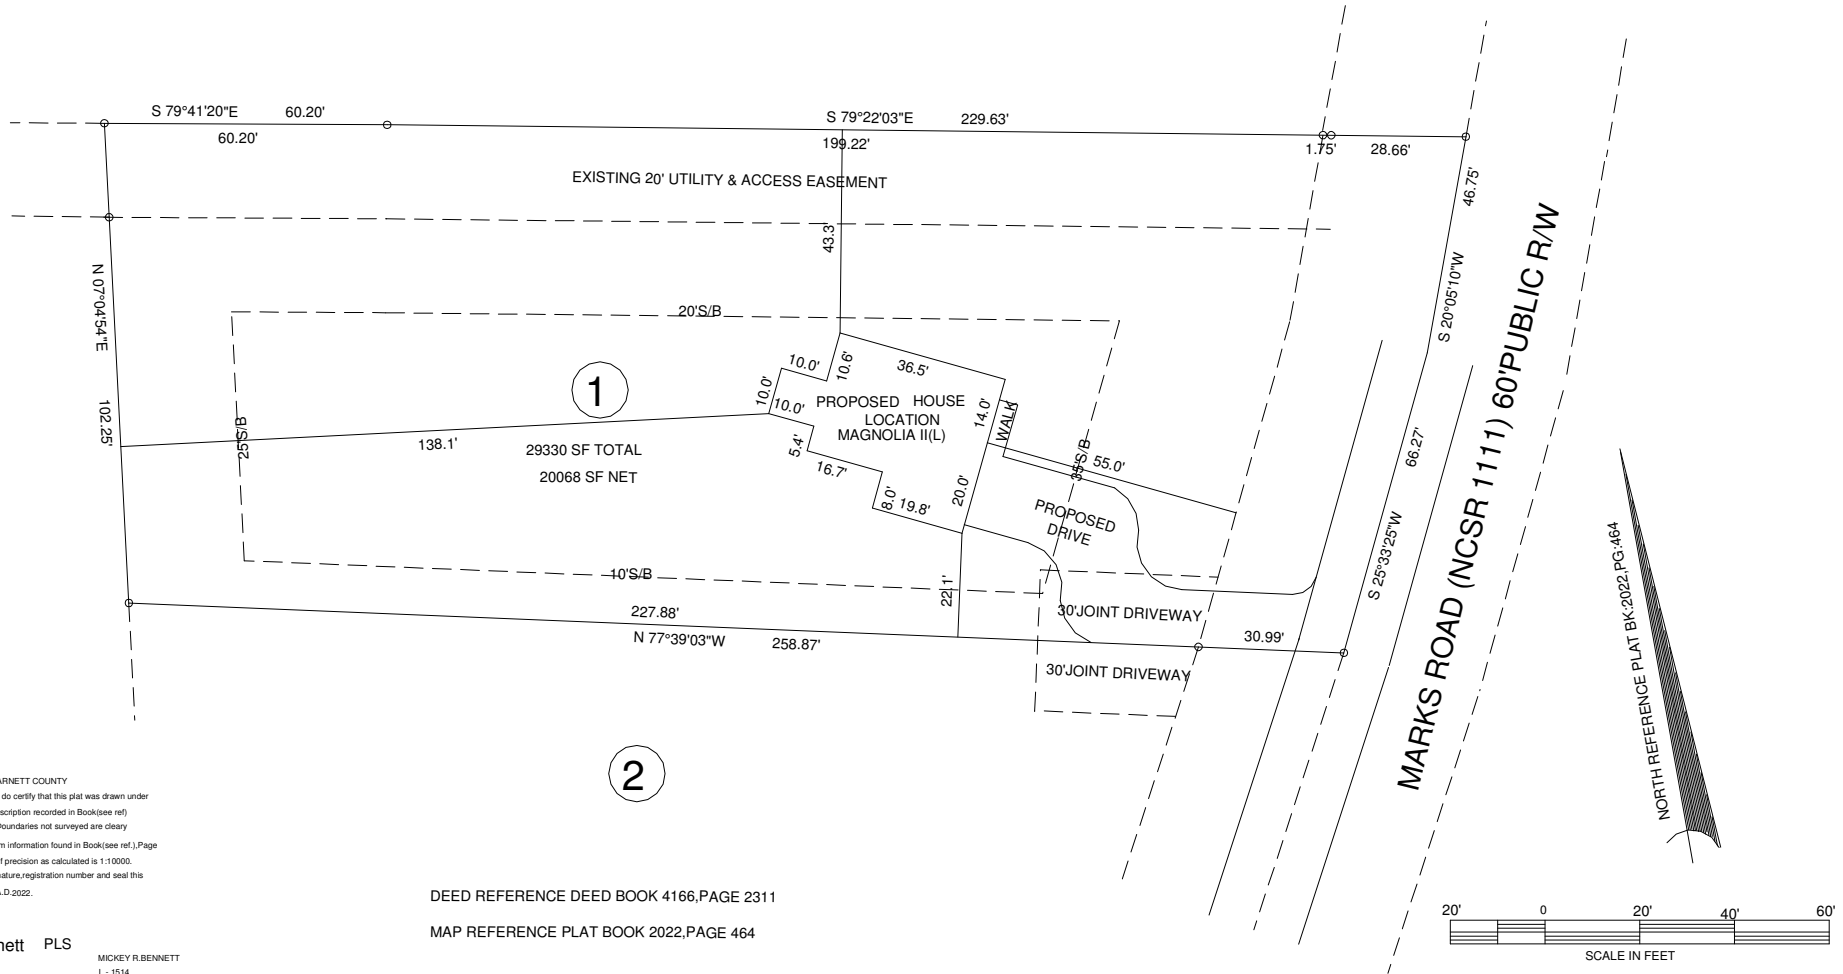 S 79°41'20"E 60.20'
60.20'
S 79°22'03"E 229.63'
199.22'
1.75'
28.66'
EXISTING 20' UTILITY & ACCESS EASEMENT
46.75'
43.3'
N 07°04'54"E
102.25'
S 20°05'10"W
66.27'
S 25°33'25"W
MARKS ROAD (NCSR 1111) 60'PUBLIC R/W
20'S/B
25'S/B
35'S/B
10'S/B
1
138.1'
29330 SF TOTAL
20068 SF NET
10.0'
10.6'
36.5'
10.0'
10.0'
PROPOSED HOUSE
LOCATION
MAGNOLIA II(L)
14.0'
WALK
55.0'
5.4'
16.7'
8.0'
19.8'
20.0'
PROPOSED
DRIVE
22.1'
30'JOINT DRIVEWAY
30.99'
30'JOINT DRIVEWAY
227.88'
N 77°39'03"W 258.87'
2
NORTH REFERENCE PLAT BK:2022,PG:464
ARNETT COUNTY
do certify that this plat was drawn under
scription recorded in Book(see ref)
boundaries not surveyed are cleary
m information found in Book(see ref.),Page
f precision as calculated is 1:10000.
nature,registration number and seal this
A.D.2022.
nett PLS
MICKEY R.BENNETT
L - 1514
DEED REFERENCE DEED BOOK 4166,PAGE 2311
MAP REFERENCE PLAT BOOK 2022,PAGE 464
20' 0 20' 40' 60'
SCALE IN FEET